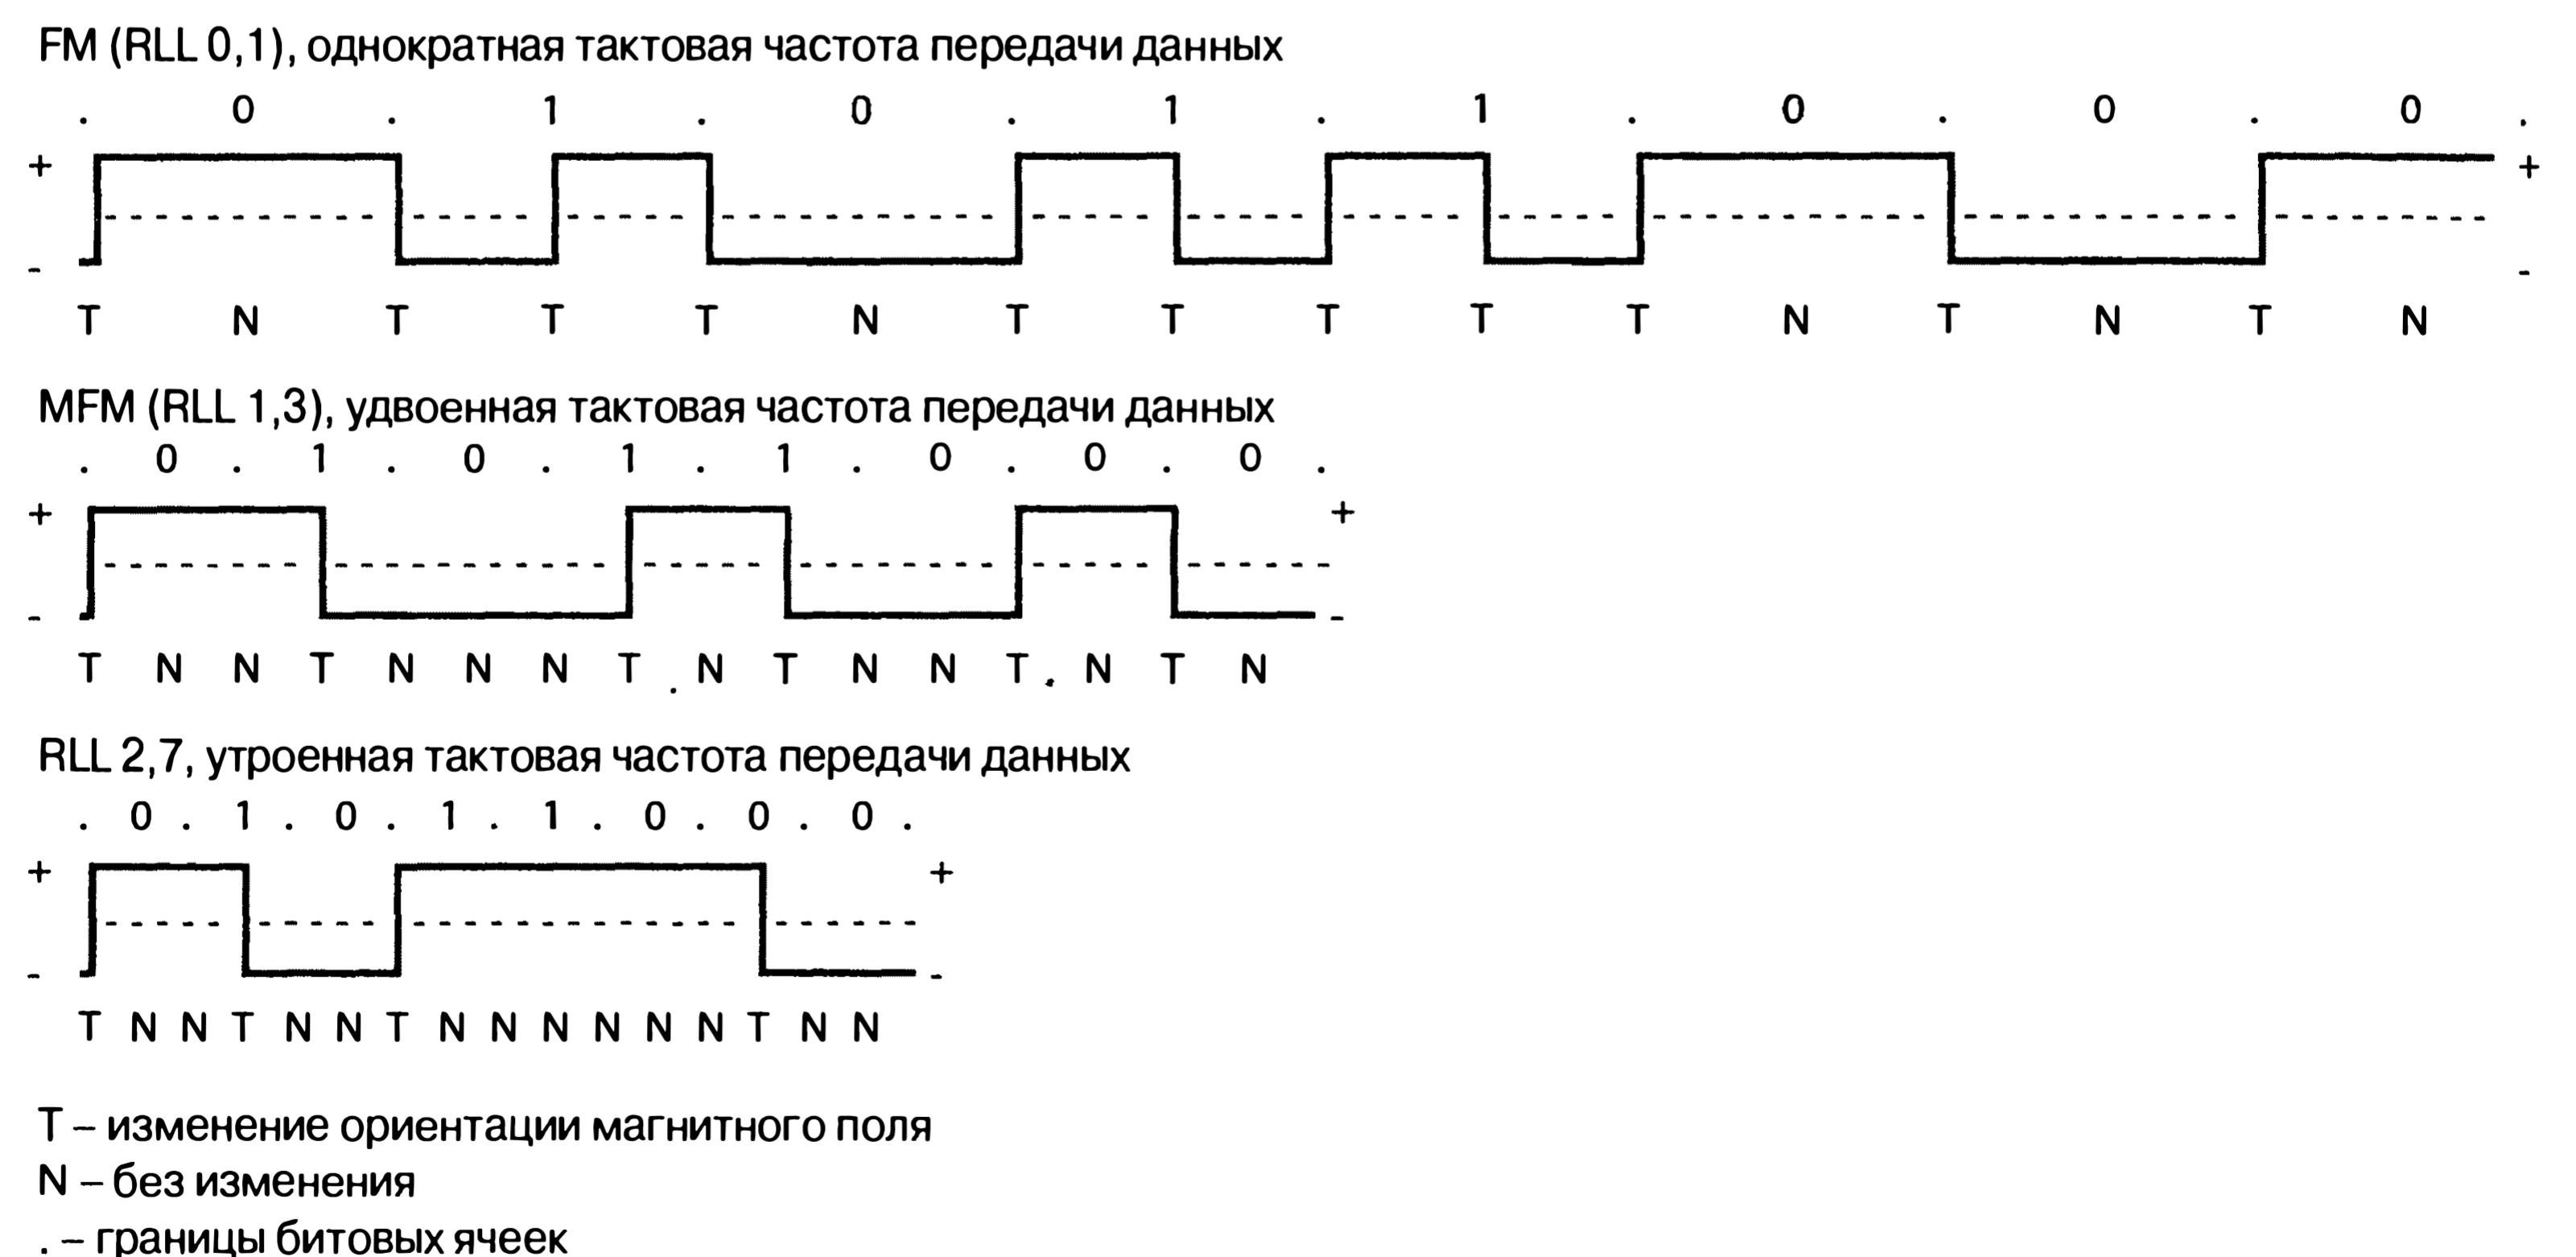 FM (RLL 0,1), однократная тактовая частота передачи данных
. 0 . 1 . 0 . 1 . 1 . 0 . 0 . 0 .
+ +
- -
T N T T T N T T T T T N T N T N
MFM (RLL 1,3), удвоенная тактовая частота передачи данных
. 0 . 1 . 0 . 1 . 1 . 0 . 0 . 0 .
+ +
- -
T N N T N N N T N T N N T N T N
RLL 2,7, утроенная тактовая частота передачи данных
. 0 . 1 . 0 . 1 . 1 . 0 . 0 . 0 .
+ +
- -
T N N T N N T N N N N N N T N N
T – изменение ориентации магнитного поля
N – без изменения
. – границы битовых ячеек